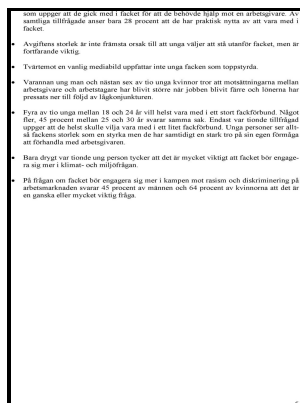 som uppger att de gick med i facket för att de behövde hjälp mot en arbetsgivare. Av
samtliga tillfrågade anser bara 28 procent att de har praktisk nytta av att vara med i
facket.
• Avgiftens storlek är inte främsta orsak till att unga väljer att stå utanför facket, men är
fortfarande viktig.
• Tvärtemot en vanlig mediabild uppfattar inte unga facken som toppstyrda.
• Varannan ung man och nästan sex av tio unga kvinnor tror att motsättningarna mellan
arbetsgivare och arbetstagare har blivit större när jobben blivit färre och lönerna har
pressats ner till följd av lågkonjunkturen.
• Fyra av tio unga mellan 18 och 24 år vill helst vara med i ett stort fackförbund. Något
fler, 45 procent mellan 25 och 30 år svarar samma sak. Endast var tionde tillfrågad
uppger att de helst skulle vilja vara med i ett litet fackförbund. Unga personer ser allt-
så fackens storlek som en styrka men de har samtidigt en stark tro på sin egen förmåga
att förhandla med arbetsgivaren.
• Bara drygt var tionde ung person tycker att det är mycket viktigt att facket bör engage-
ra sig mer i klimat- och miljöfrågan.
• På frågan om facket bör engagera sig mer i kampen mot rasism och diskriminering på
arbetsmarknaden svarar 45 procent av männen och 64 procent av kvinnorna att det är
en ganska eller mycket viktig fråga.